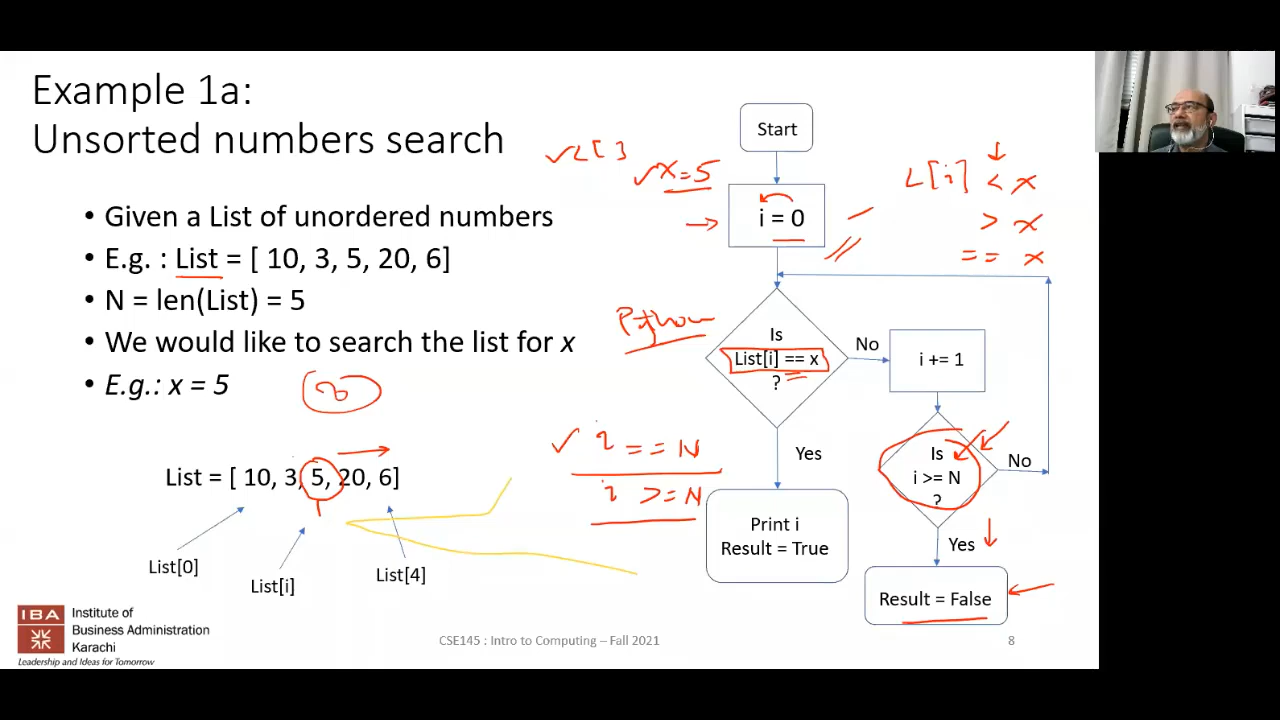 Example 1a:
Unsorted numbers search
• Given a List of unordered numbers
• E.g. : List = [ 10, 3, 5, 20, 6]
• N = len(List) = 5
• We would like to search the list for x
• E.g.: x = 5
List = [ 10, 3, 5, 20, 6]
List[0]
List[i]
List[4]
✓L[ ]
✓x=5
Start
i = 0
L[i] < x
> x
== x
Python
Is
List[i] == x
?
No
i += 1
Yes
Print i
Result = True
✓ i == N
i >= N
Is
i >= N
?
No
Yes
Result = False
IBA
Institute of
Business Administration
Karachi
Leadership and Ideas for Tomorrow
CSE145 : Intro to Computing – Fall 2021
8